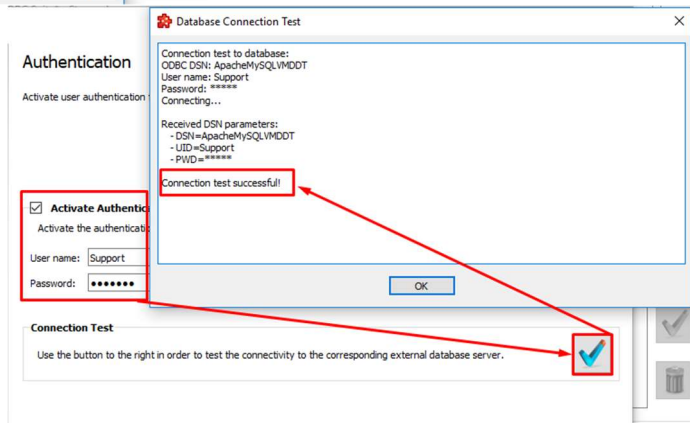 Database Connection Test
Connection test to database:
ODBC DSN: ApacheMySQLVMDDT
User name: Support
Password: *****
Connecting...
Received DSN parameters:
- DSN=ApacheMySQLVMDDT
- UID=Support
- PWD=*****
Connection test successful!
OK
Authentication
Activate user authentication
Activate Authentic
Activate the authenticati
User name: Support
Password: •••••••
Connection Test
Use the button to the right in order to test the connectivity to the corresponding external database server.